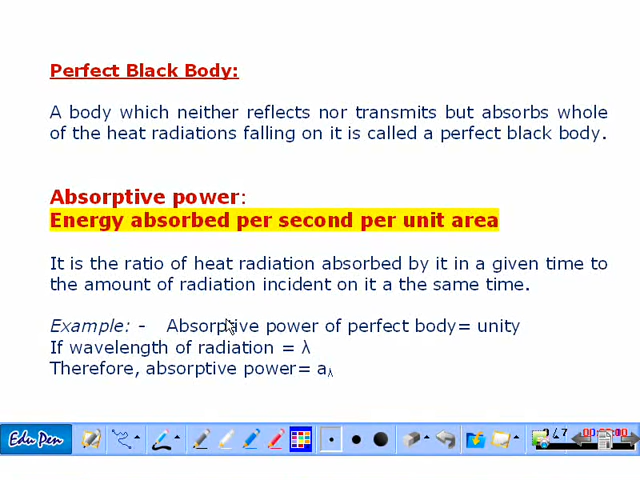 Perfect Black Body:
A body which neither reflects nor transmits but absorbs whole
of the heat radiations falling on it is called a perfect black body.
Absorptive power:
Energy absorbed per second per unit area
It is the ratio of heat radiation absorbed by it in a given time to
the amount of radiation incident on it a the same time.
Example: - Absorptive power of perfect body= unity
If wavelength of radiation = λ
Therefore, absorptive power= aλ
Edu Pen
/7